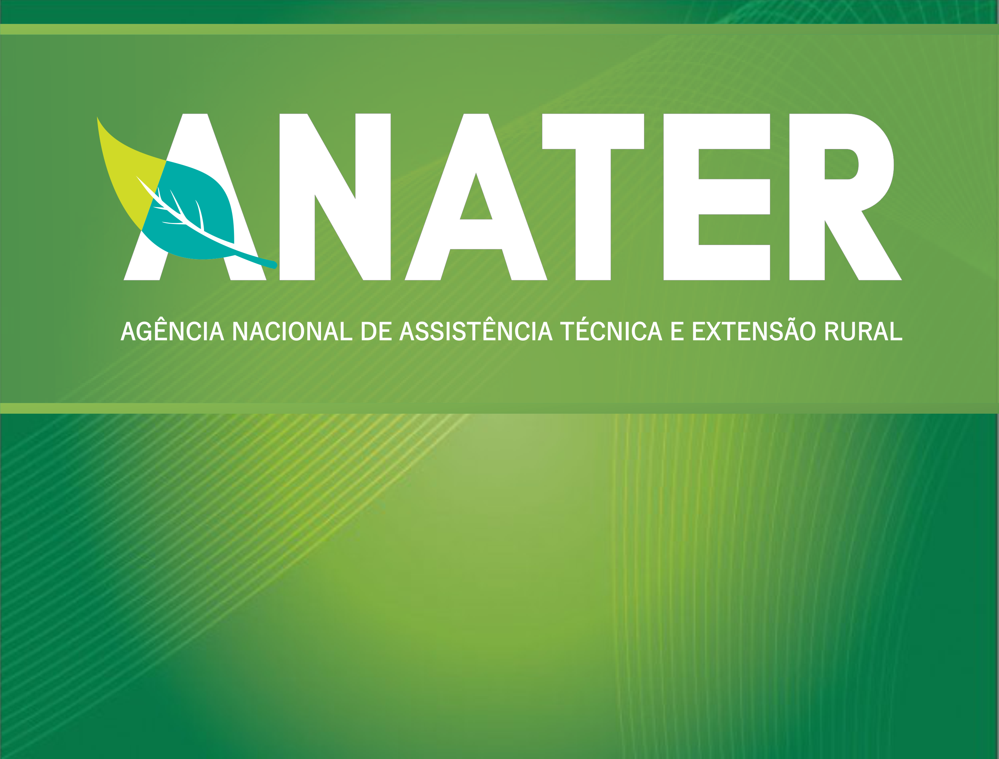 ANATER
AGÊNCIA NACIONAL DE ASSISTÊNCIA TÉCNICA E EXTENSÃO RURAL